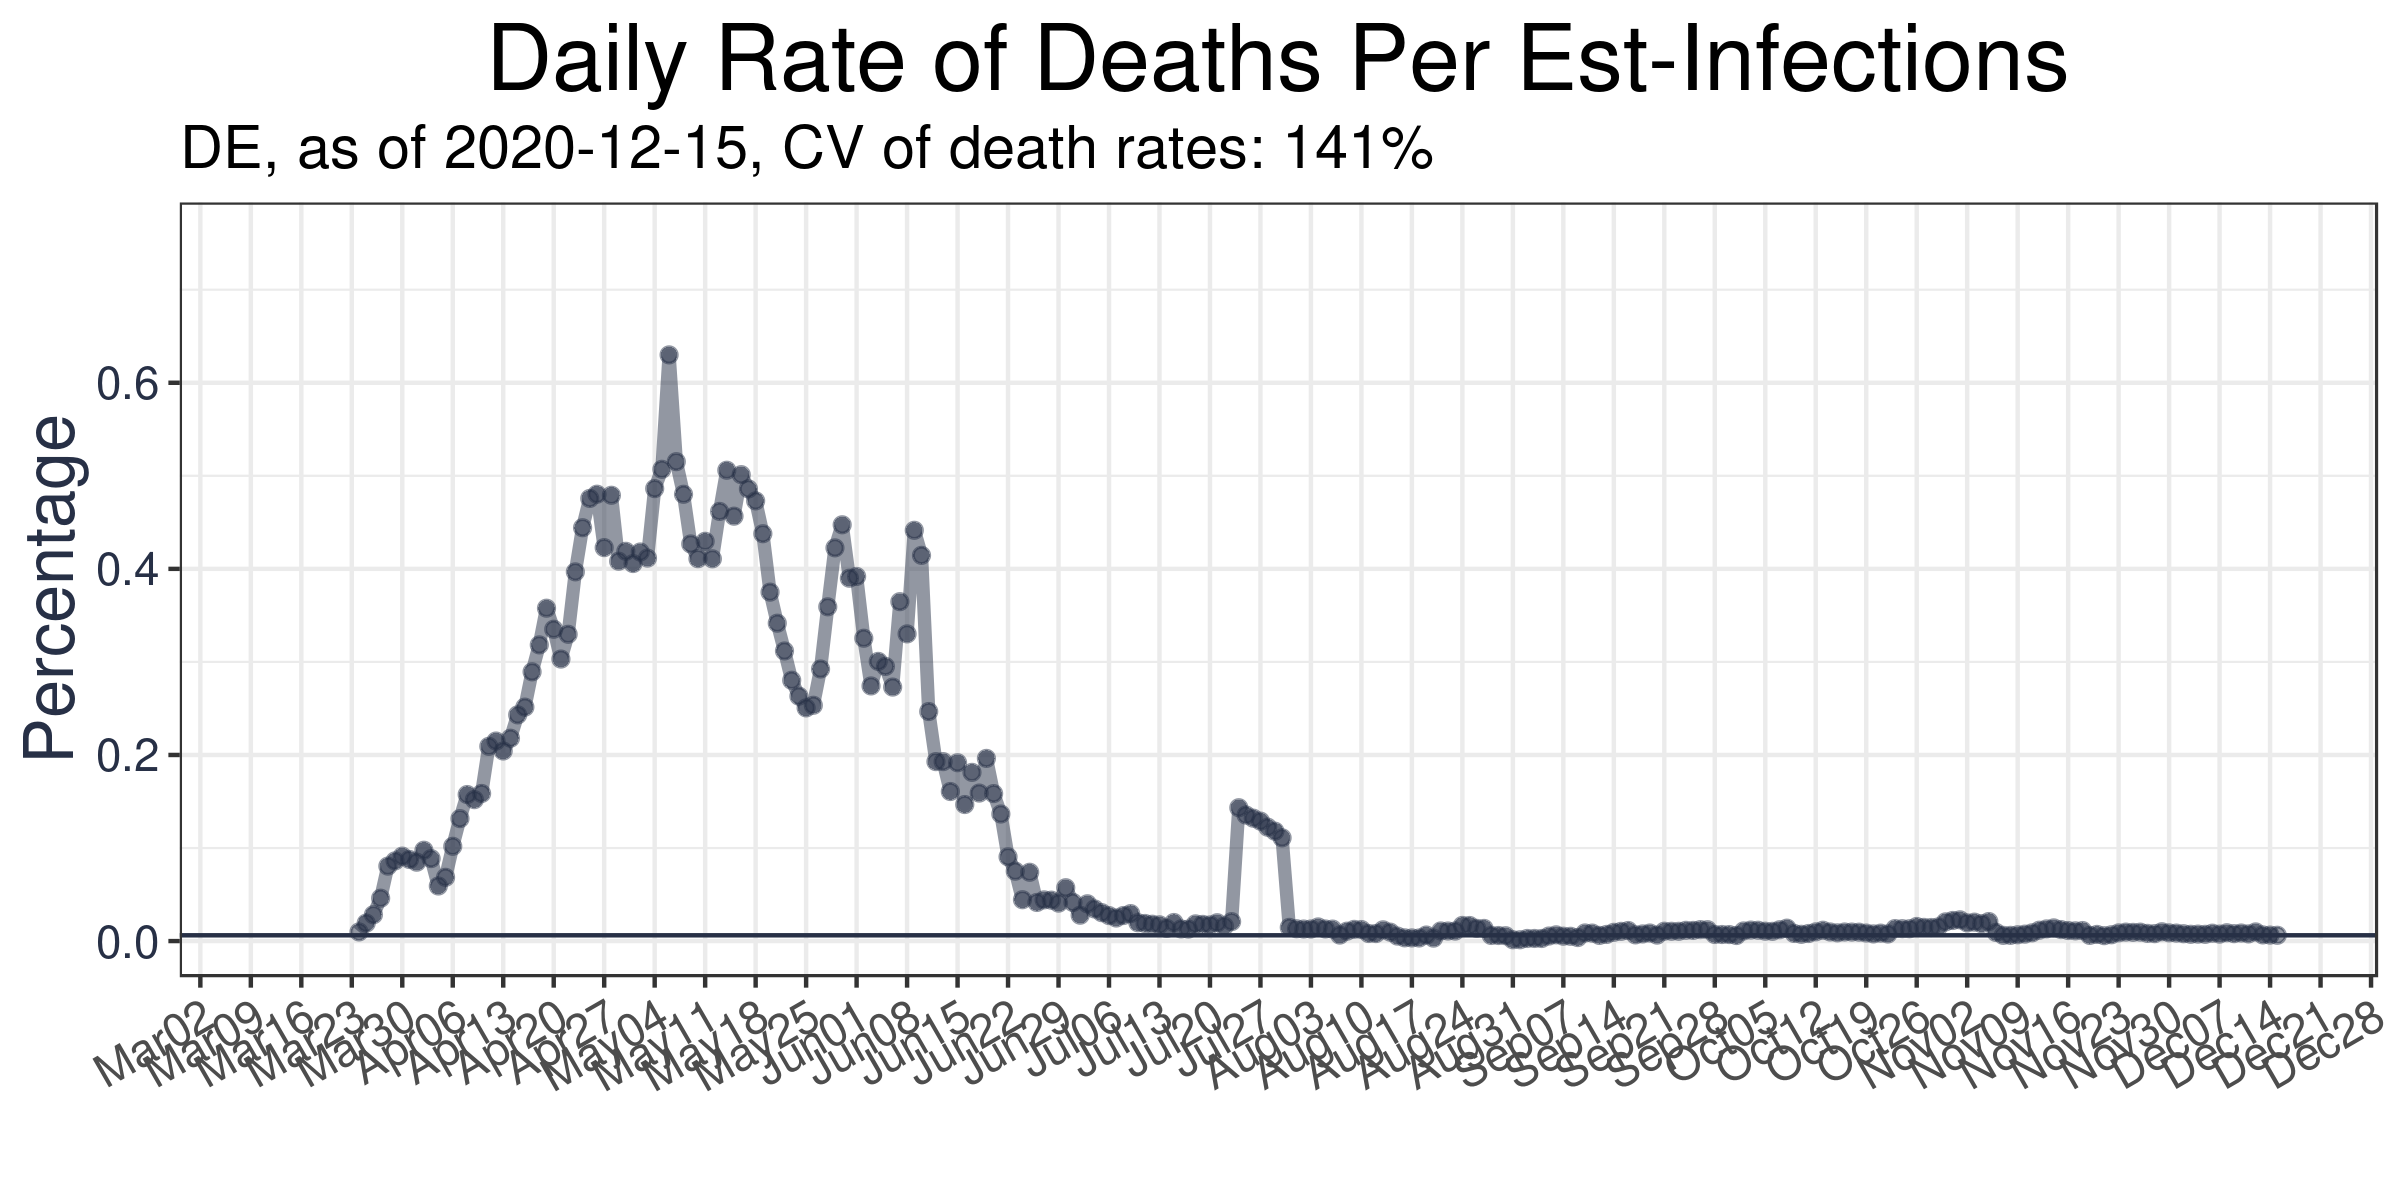 Daily Rate of Deaths Per Est-Infections
DE, as of 2020-12-15, CV of death rates: 141%
Percentage
0.6
0.4
0.2
0.0
Mar02
Mar09
Mar16
Mar23
Mar30
Apr06
Apr13
Apr20
Apr27
May04
May11
May18
May25
Jun01
Jun08
Jun15
Jun22
Jun29
Jul06
Jul13
Jul20
Jul27
Aug03
Aug10
Aug17
Aug24
Aug31
Sep07
Sep14
Sep21
Sep28
Oct05
Oct12
Oct19
Oct26
Nov02
Nov09
Nov16
Nov23
Nov30
Dec07
Dec14
Dec21
Dec28